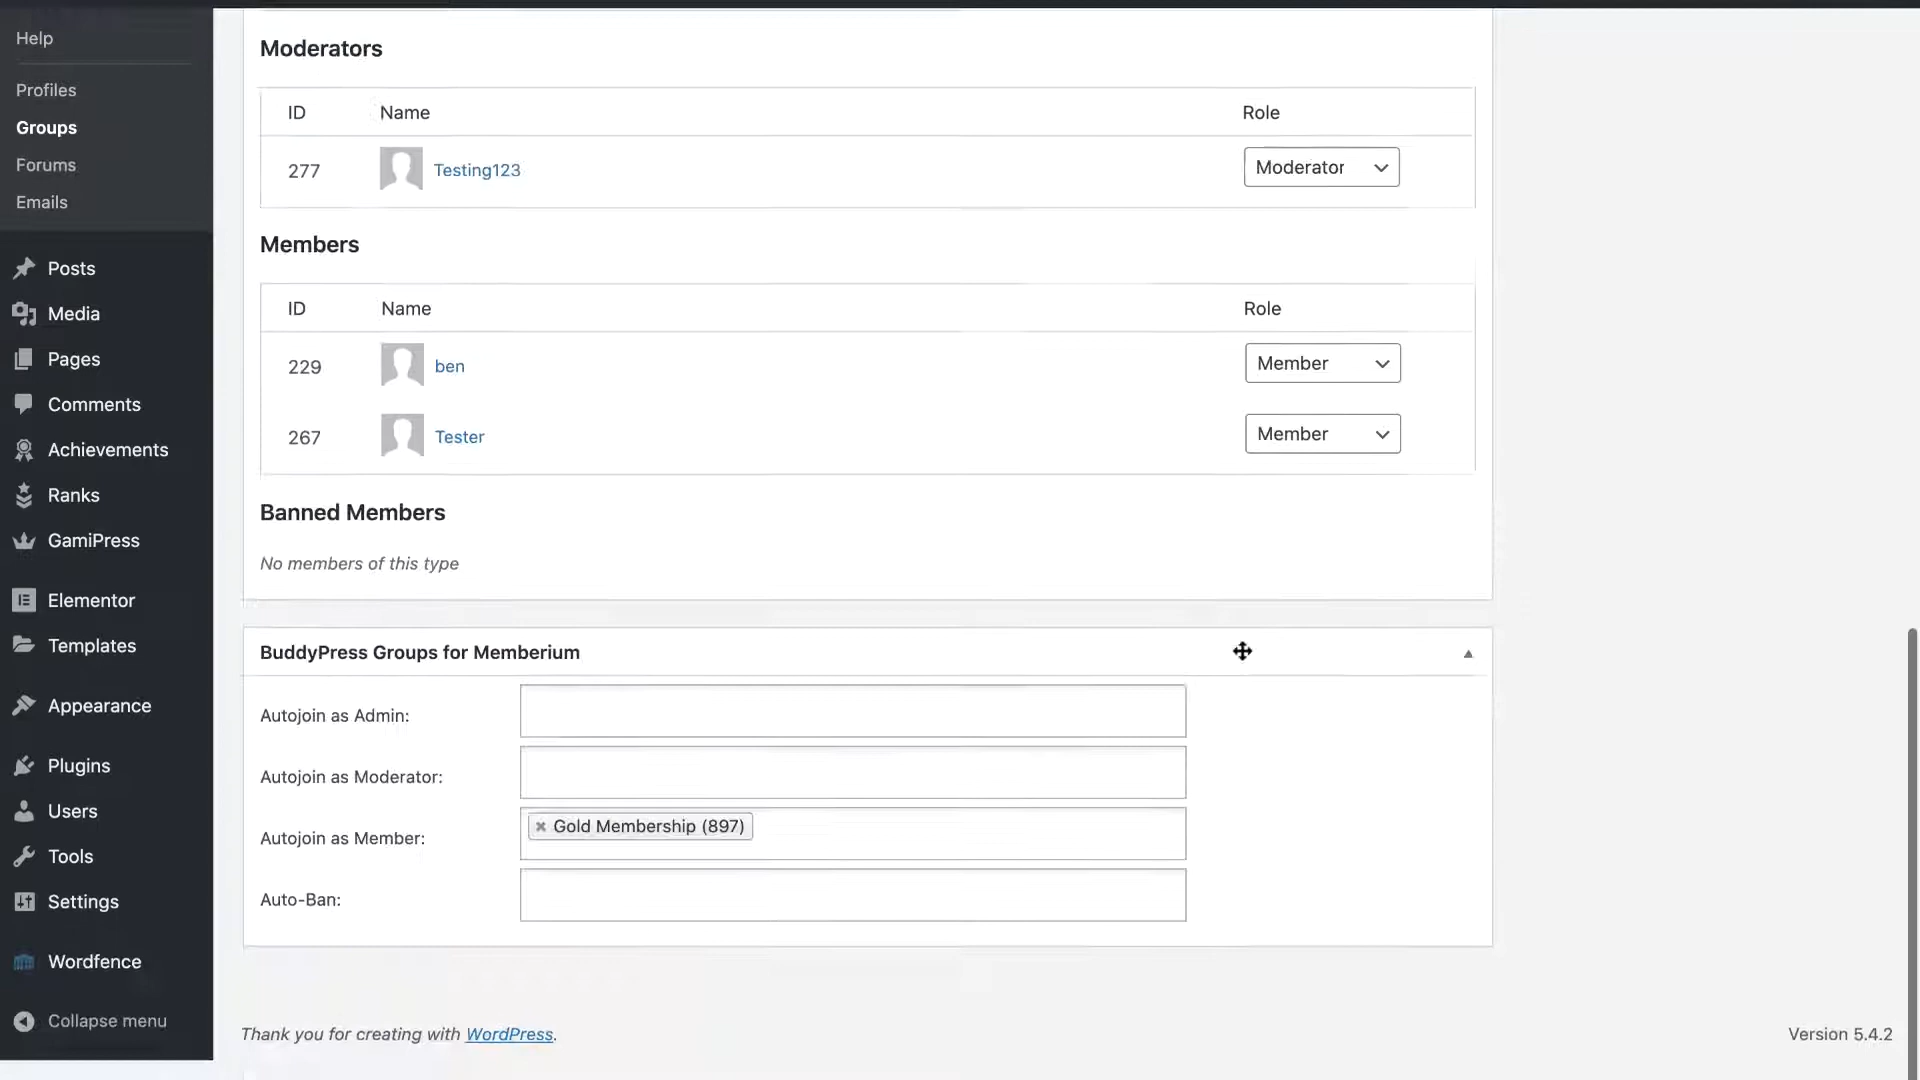 Help
Profiles
Groups
Forums
Emails
Posts
Media
Pages
Comments
Achievements
Ranks
GamiPress
Elementor
Templates
Appearance
Plugins
Users
Tools
Settings
Wordfence
Collapse menu
Moderators
ID Name Role
277 Testing123 Moderator
Members
ID Name Role
229 ben Member
267 Tester Member
Banned Members
No members of this type
BuddyPress Groups for Memberium
Autojoin as Admin:
Autojoin as Moderator:
Autojoin as Member: × Gold Membership (897)
Auto-Ban:
Thank you for creating with WordPress. Version 5.4.2